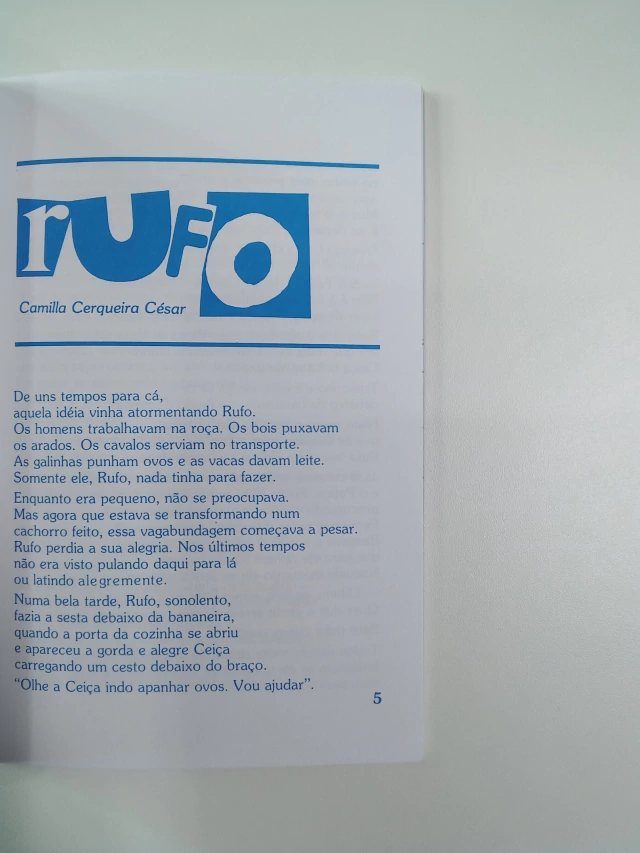 rUFO
Camilla Cerqueira César
De uns tempos para cá,
aquela idéia vinha atormentando Rufo.
Os homens trabalhavam na roça. Os bois puxavam
os arados. Os cavalos serviam no transporte.
As galinhas punham ovos e as vacas davam leite.
Somente ele, Rufo, nada tinha para fazer.
Enquanto era pequeno, não se preocupava.
Mas agora que estava se transformando num
cachorro feito, essa vagabundagem começava a pesar.
Rufo perdia a sua alegria. Nos últimos tempos
não era visto pulando daqui para lá
ou latindo alegremente.
Numa bela tarde, Rufo, sonolento,
fazia a sesta debaixo da bananeira,
quando a porta da cozinha se abriu
e apareceu a gorda e alegre Ceiça
carregando um cesto debaixo do braço.
"Olhe a Ceiça indo apanhar ovos. Vou ajudar".
5